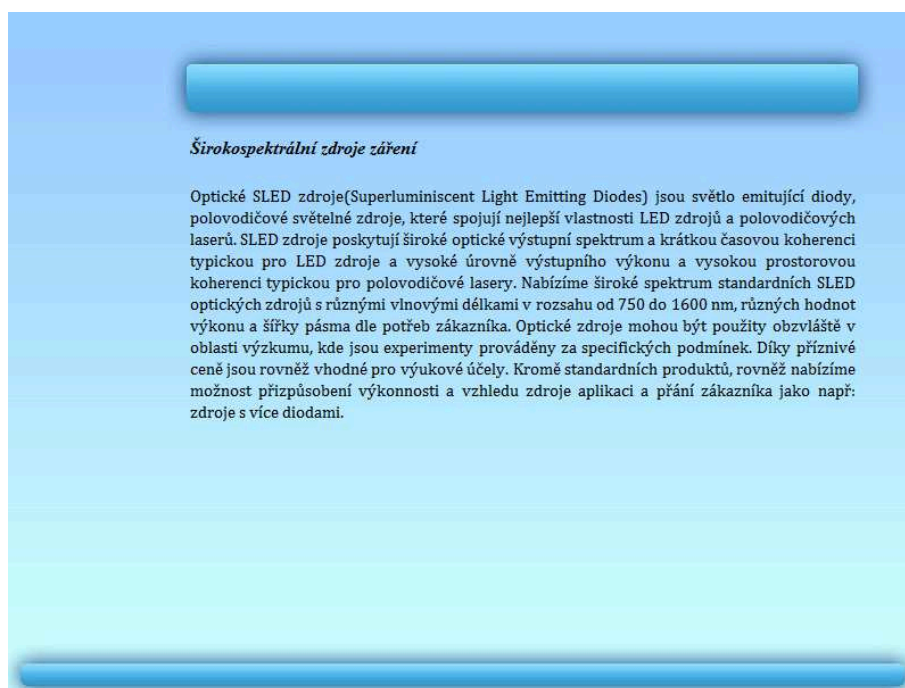 Širokospektrální zdroje záření
Optické SLED zdroje(Superluminiscent Light Emitting Diodes) jsou světlo emitující diody,
polovodičové světelné zdroje, které spojují nejlepší vlastnosti LED zdrojů a polovodičových
laserů. SLED zdroje poskytují široké optické výstupní spektrum a krátkou časovou koherenci
typickou pro LED zdroje a vysoké úrovně výstupního výkonu a vysokou prostorovou
koherenci typickou pro polovodičové lasery. Nabízíme široké spektrum standardních SLED
optických zdrojů s různými vlnovými délkami v rozsahu od 750 do 1600 nm, různých hodnot
výkonu a šířky pásma dle potřeb zákazníka. Optické zdroje mohou být použity obzvláště v
oblasti výzkumu, kde jsou experimenty prováděny za specifických podmínek. Díky příznivé
ceně jsou rovněž vhodné pro výukové účely. Kromě standardních produktů, rovněž nabízíme
možnost přizpůsobení výkonnosti a vzhledu zdroje aplikaci a přání zákazníka jako např:
zdroje s více diodami.